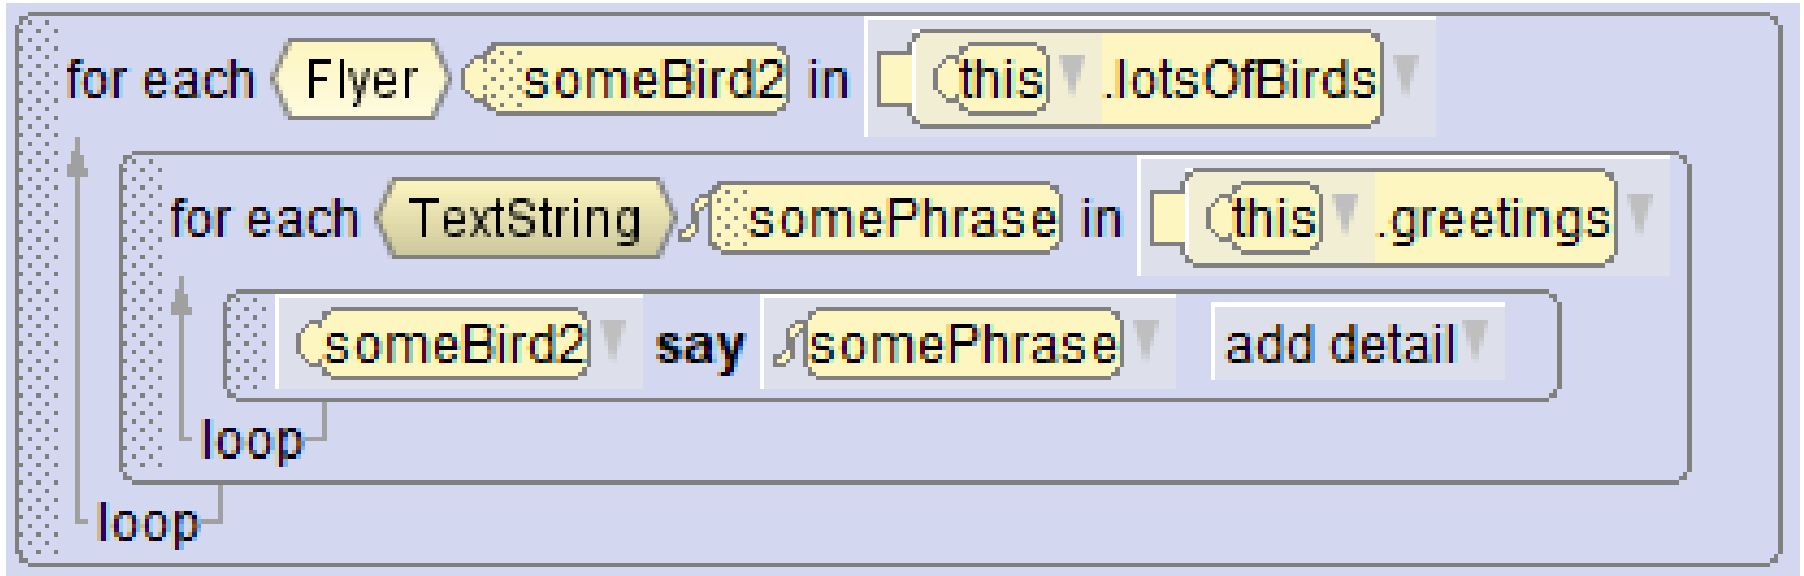 for each Flyer someBird2 in this .lotsOfBirds
for each TextString somePhrase in this .greetings
someBird2 say somePhrase add detail
loop
loop